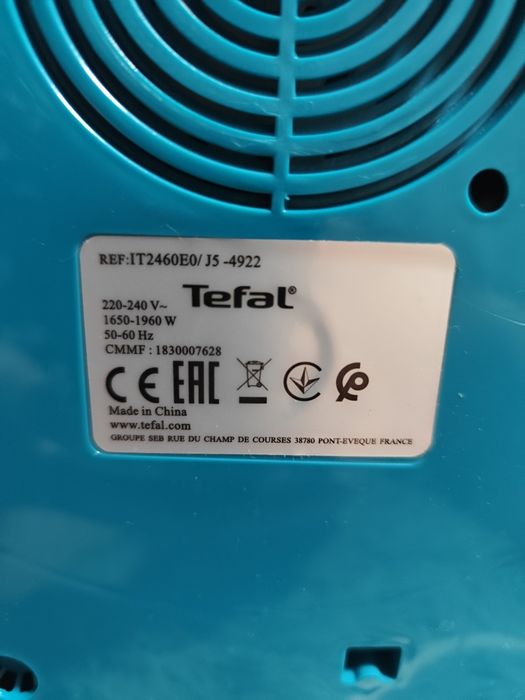 REF:IT2460E0/ J5 -4922
Tefal®
220-240 V~
1650-1960 W
50-60 Hz
CMMF : 1830007628
CE EAC
Made in China
www.tefal.com
GROUPE SEB RUE DU CHAMP DE COURSES 38780 PONT-EVEQUE FRANCE